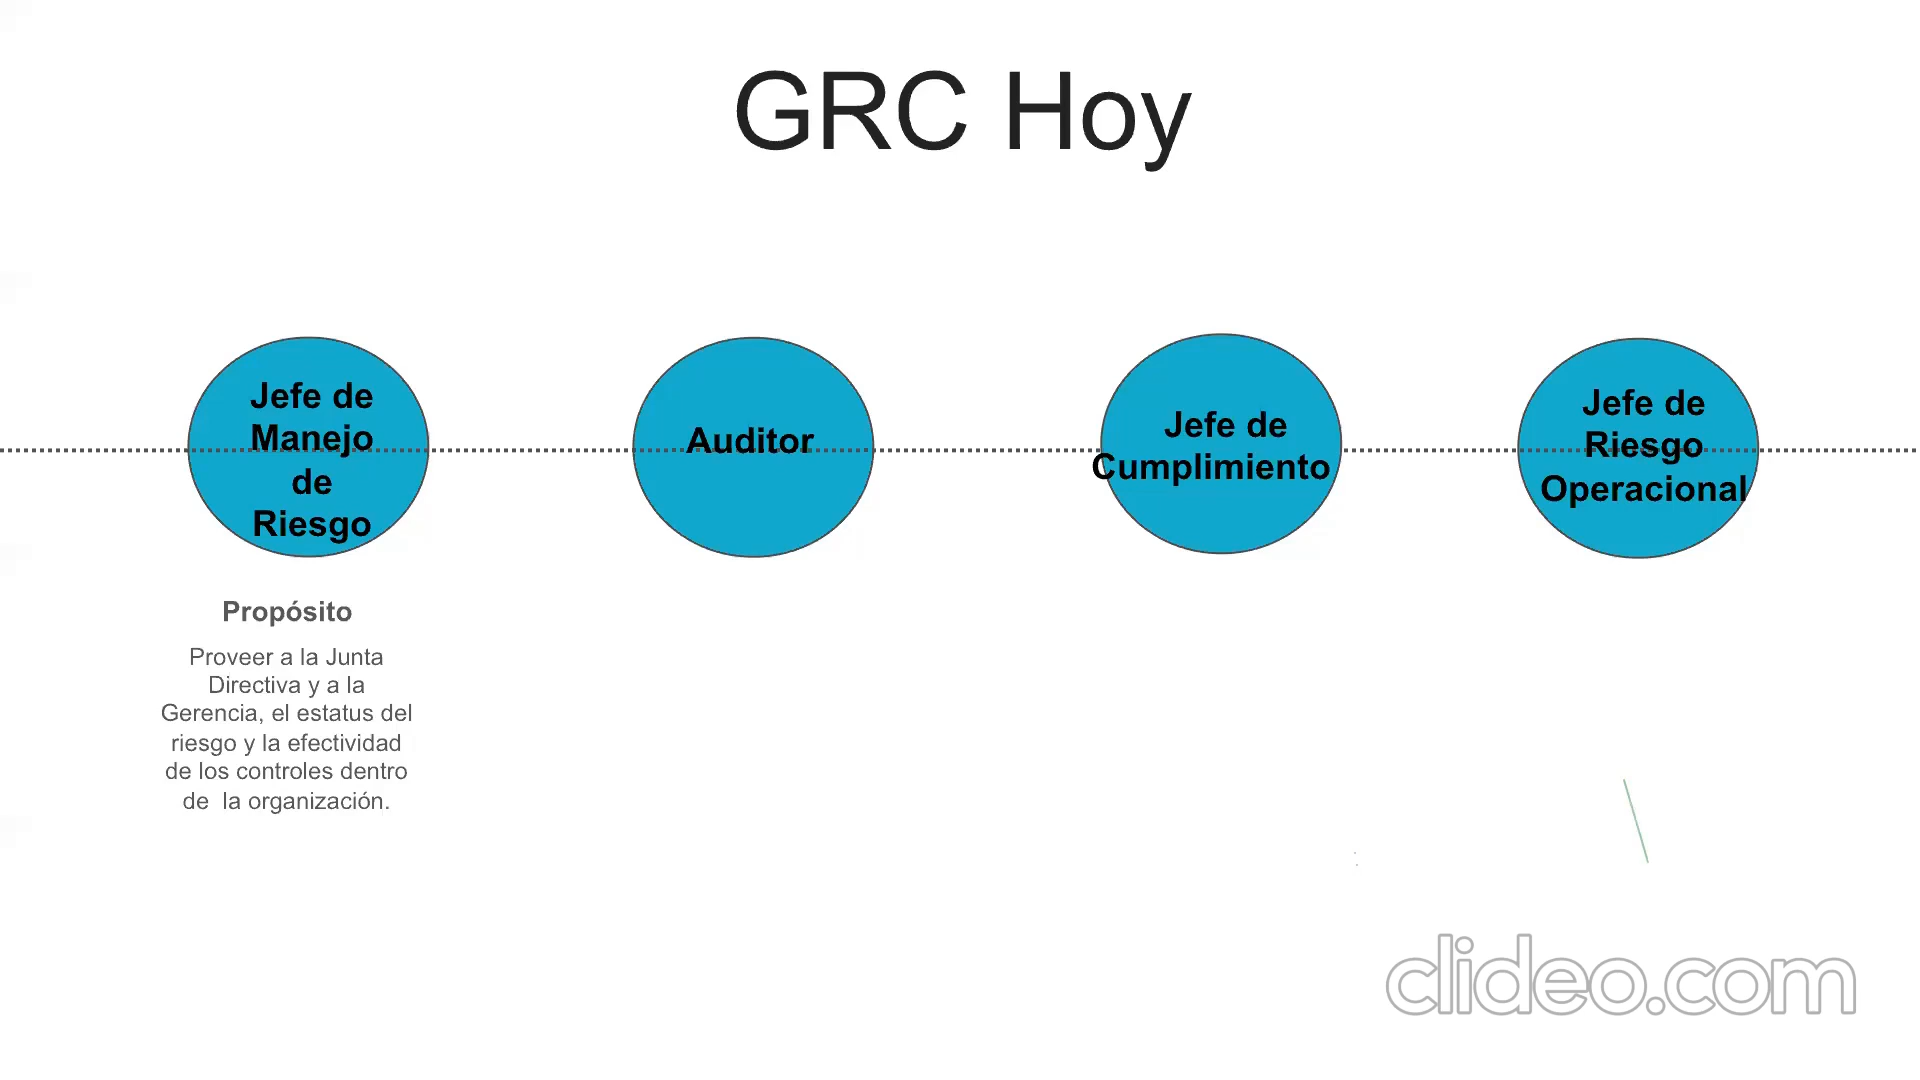 GRC Hoy
Jefe de
Manejo
de
Riesgo
Auditor
Jefe de
Cumplimiento
Jefe de
Riesgo
Operacional
Propósito
Proveer a la Junta
Directiva y a la
Gerencia, el estatus del
riesgo y la efectividad
de los controles dentro
de  la organización.
clideo.com